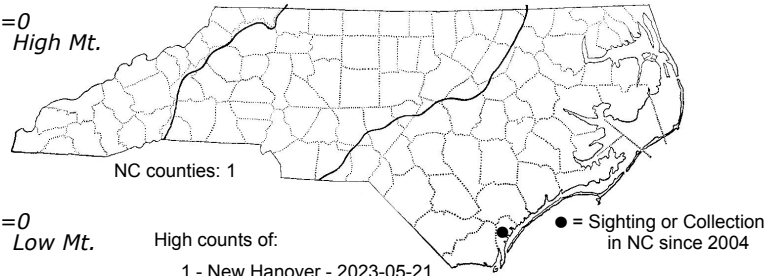 =0
High Mt.
NC counties: 1
=0
Low Mt.
High counts of:
1 - New Hanover - 2023-05-21
● = Sighting or Collection
in NC since 2004